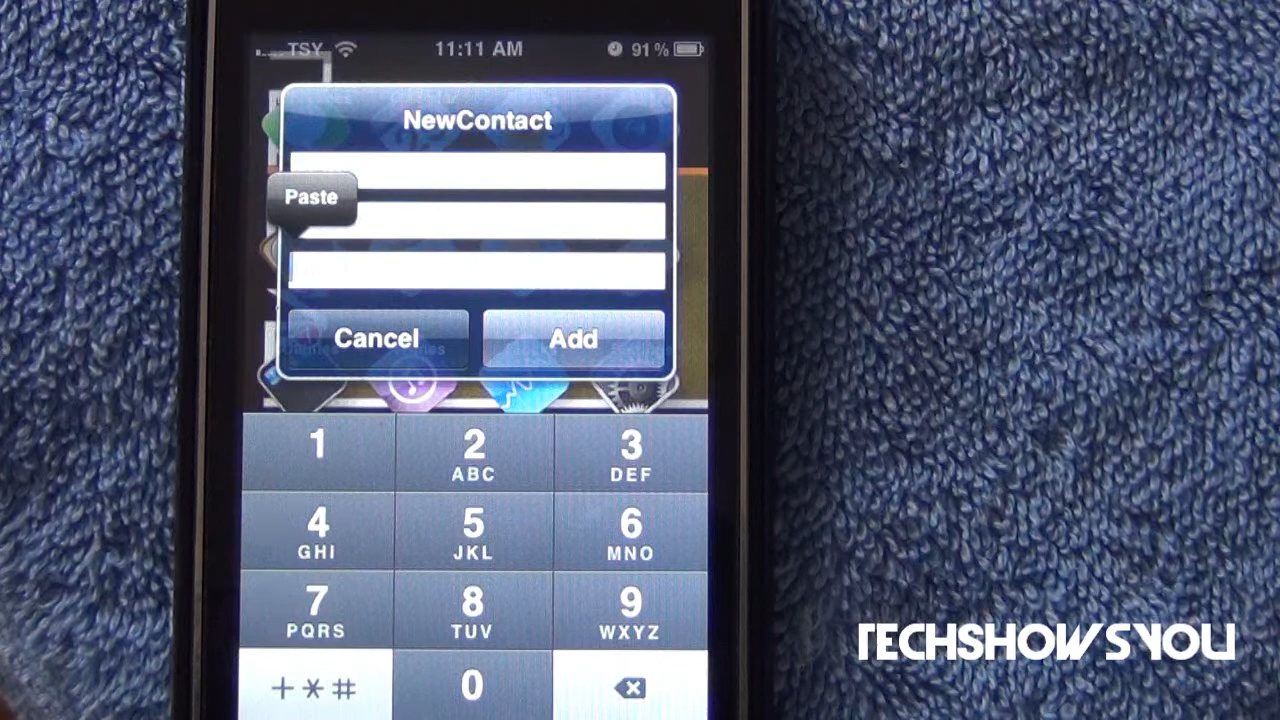 TSY 11:11 AM 91%
NewContact
Paste
Cancel Add
1 2 3
ABC DEF
4 5 6
GHI JKL MNO
7 8 9
PQRS TUV WXYZ
+*# 0
TECHSHOWSYOU